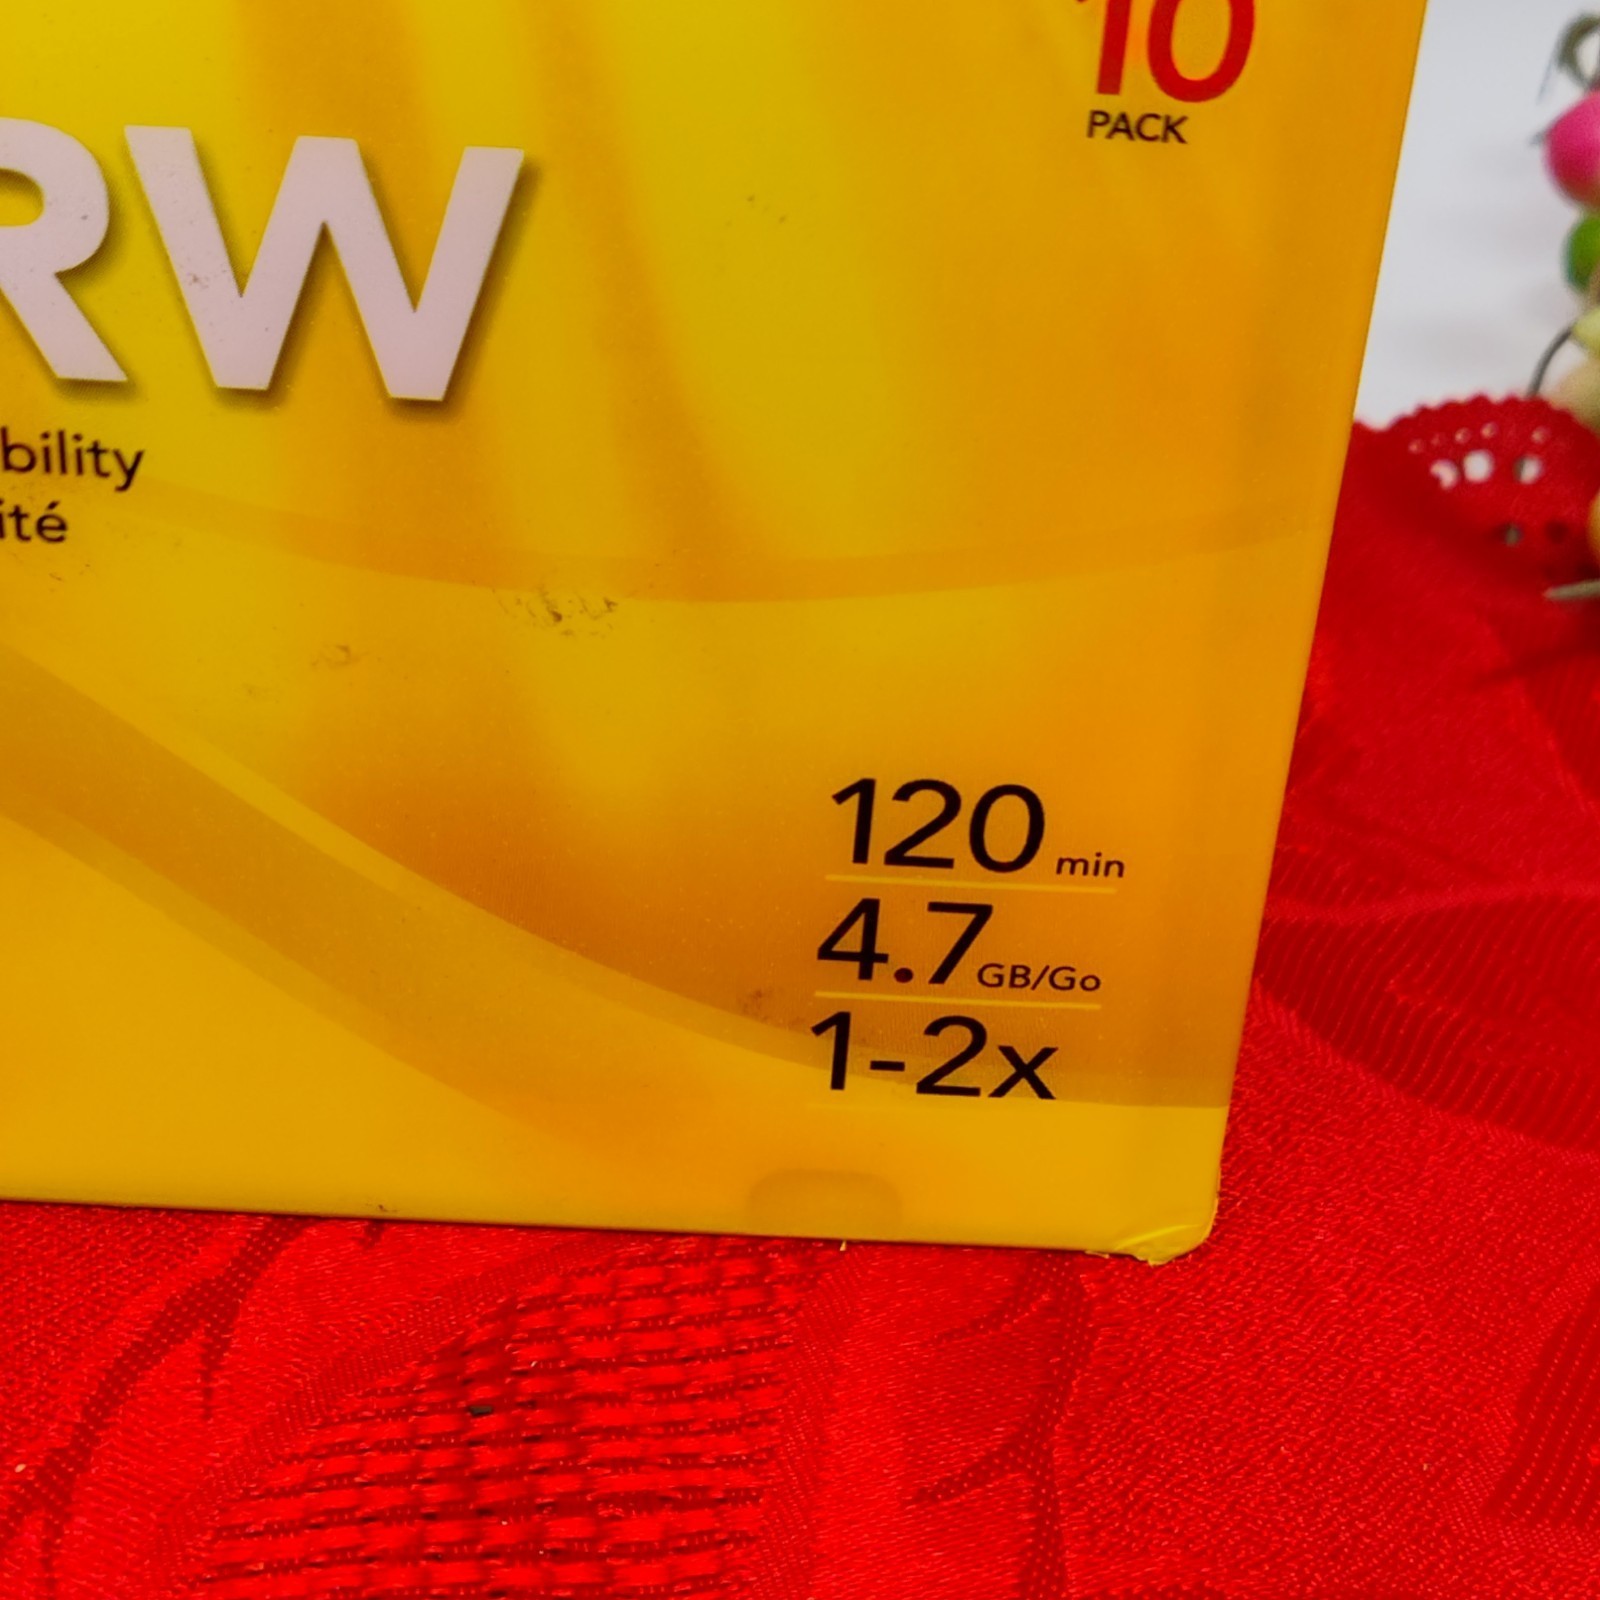 10
PACK
RW
bility
ité
120 min
4.7 GB/Go
1-2x